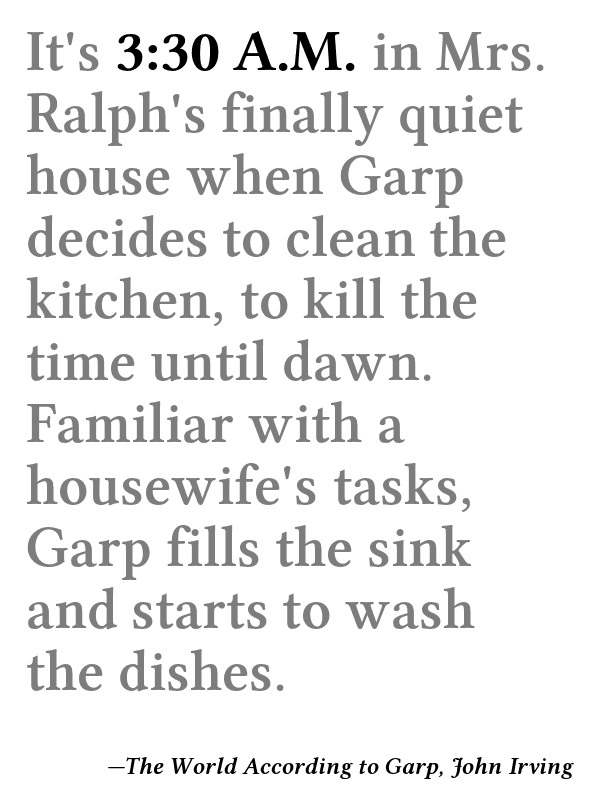 It's 3:30 A.M. in Mrs.
Ralph's finally quiet
house when Garp
decides to clean the
kitchen, to kill the
time until dawn.
Familiar with a
housewife's tasks,
Garp fills the sink
and starts to wash
the dishes.
—The World According to Garp, John Irving